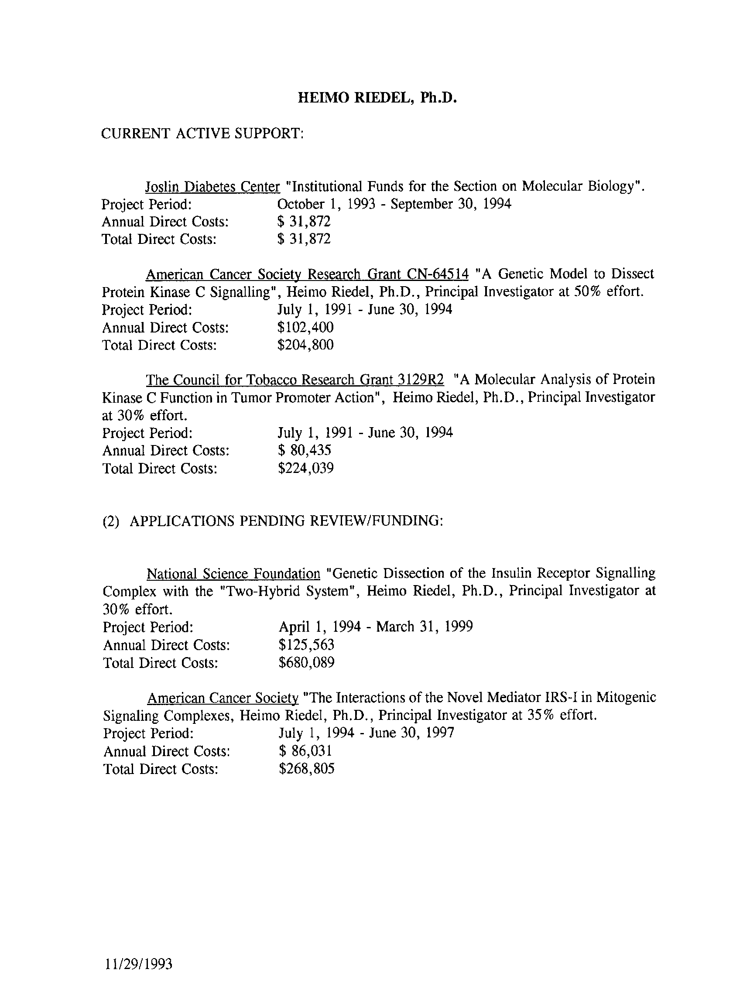 HEIMO RIEDEL, Ph.D.
CURRENT ACTIVE SUPPORT:
Joslin Diabetes Center "Institutional Funds for the Section on Molecular Biology".
Project Period: October 1, 1993 - September 30, 1994
Annual Direct Costs: $ 31,872
Total Direct Costs: $ 31,872
American Cancer Society Research Grant CN-64514 "A Genetic Model to Dissect
Protein Kinase C Signalling", Heimo Riedel, Ph.D., Principal Investigator at 50% effort.
Project Period: July 1, 1991 - June 30, 1994
Annual Direct Costs: $102,400
Total Direct Costs: $204,800
The Council for Tobacco Research Grant 3129R2 "A Molecular Analysis of Protein
Kinase C Function in Tumor Promoter Action", Heimo Riedel, Ph.D., Principal Investigator
at 30% effort.
Project Period: July 1, 1991 - June 30, 1994
Annual Direct Costs: $ 80,435
Total Direct Costs: $224,039
(2) APPLICATIONS PENDING REVIEW/FUNDING:
National Science Foundation "Genetic Dissection of the Insulin Receptor Signalling
Complex with the "Two-Hybrid System", Heimo Riedel, Ph.D., Principal Investigator at
30% effort.
Project Period: April 1, 1994 - March 31, 1999
Annual Direct Costs: $125,563
Total Direct Costs: $680,089
American Cancer Society "The Interactions of the Novel Mediator IRS-I in Mitogenic
Signaling Complexes, Heimo Riedel, Ph.D., Principal Investigator at 35% effort.
Project Period: July 1, 1994 - June 30, 1997
Annual Direct Costs: $ 86,031
Total Direct Costs: $268,805
11/29/1993